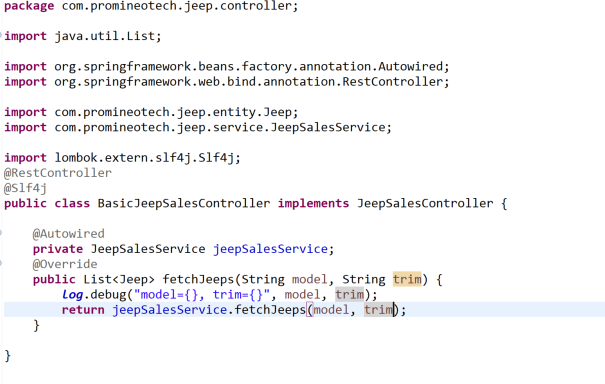 package com.promineotech.jeep.controller;
import java.util.List;
import org.springframework.beans.factory.annotation.Autowired;
import org.springframework.web.bind.annotation.RestController;
import com.promineotech.jeep.entity.Jeep;
import com.promineotech.jeep.service.JeepSalesService;
import lombok.extern.slf4j.Slf4j;
@RestController
@Slf4j
public class BasicJeepSalesController implements JeepSalesController {
@Autowired
private JeepSalesService jeepSalesService;
@Override
public List<Jeep> fetchJeeps(String model, String trim) {
log.debug("model={}, trim={}", model, trim);
return jeepSalesService.fetchJeeps(model, trim);
}
}